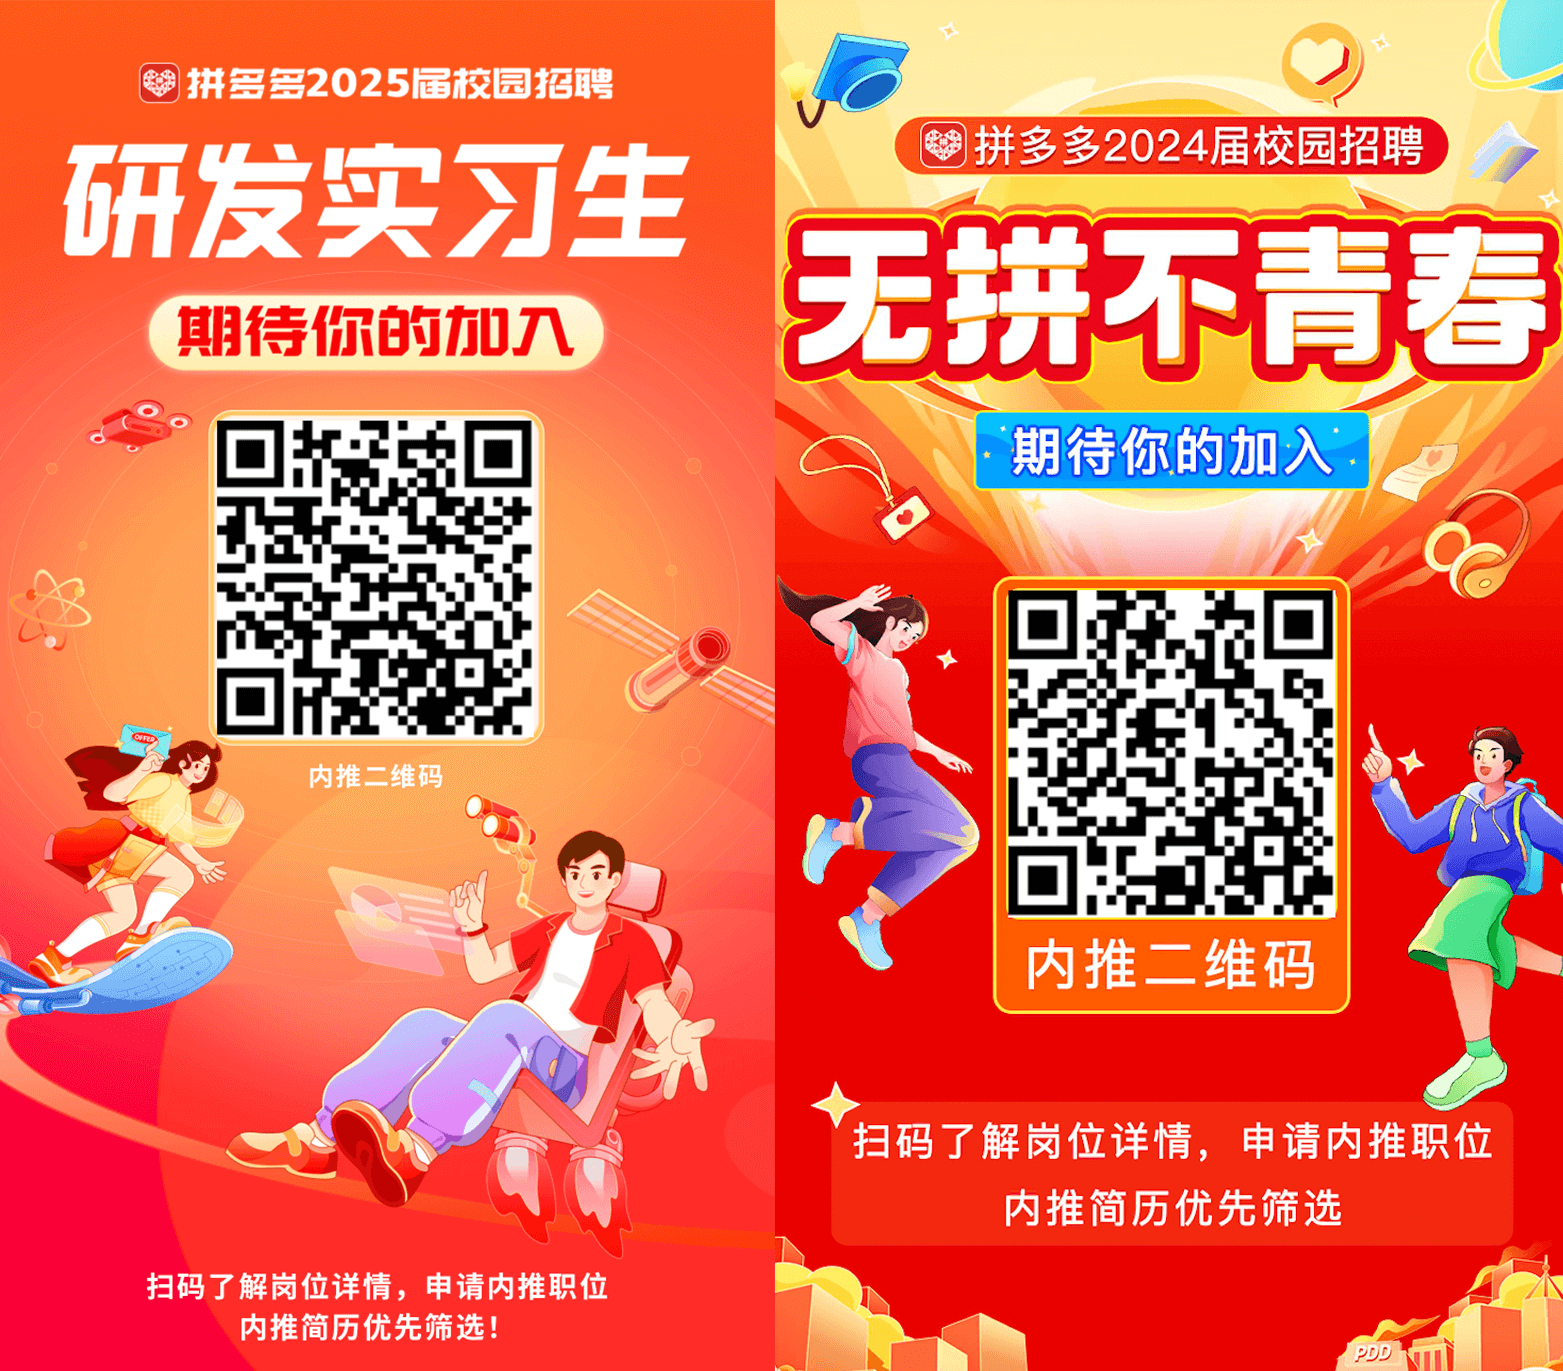 拼多多2025届校园招聘
研发实习生
期待你的加入
OFFER
内推二维码
扫码了解岗位详情，申请内推职位
内推简历优先筛选！
拼
拼多多2024届校园招聘
无拼不青春
期待你的加入
内推二维码
扫码了解岗位详情，申请内推职位
内推简历优先筛选
PDD